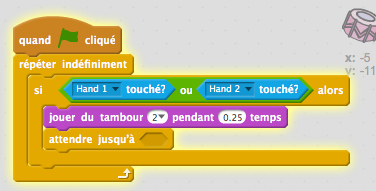 quand cliqué
répéter indéfiniment
si Hand 1 touché? ou Hand 2 touché? alors
jouer du tambour 2 pendant 0.25 temps
attendre jusqu'à
x: -5
y: -11